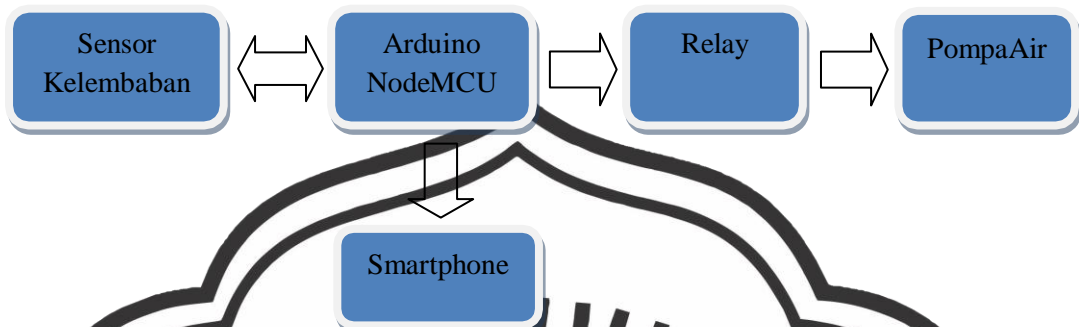 Sensor
Kelembaban
Arduino
NodeMCU
Relay
PompaAir
Smartphone